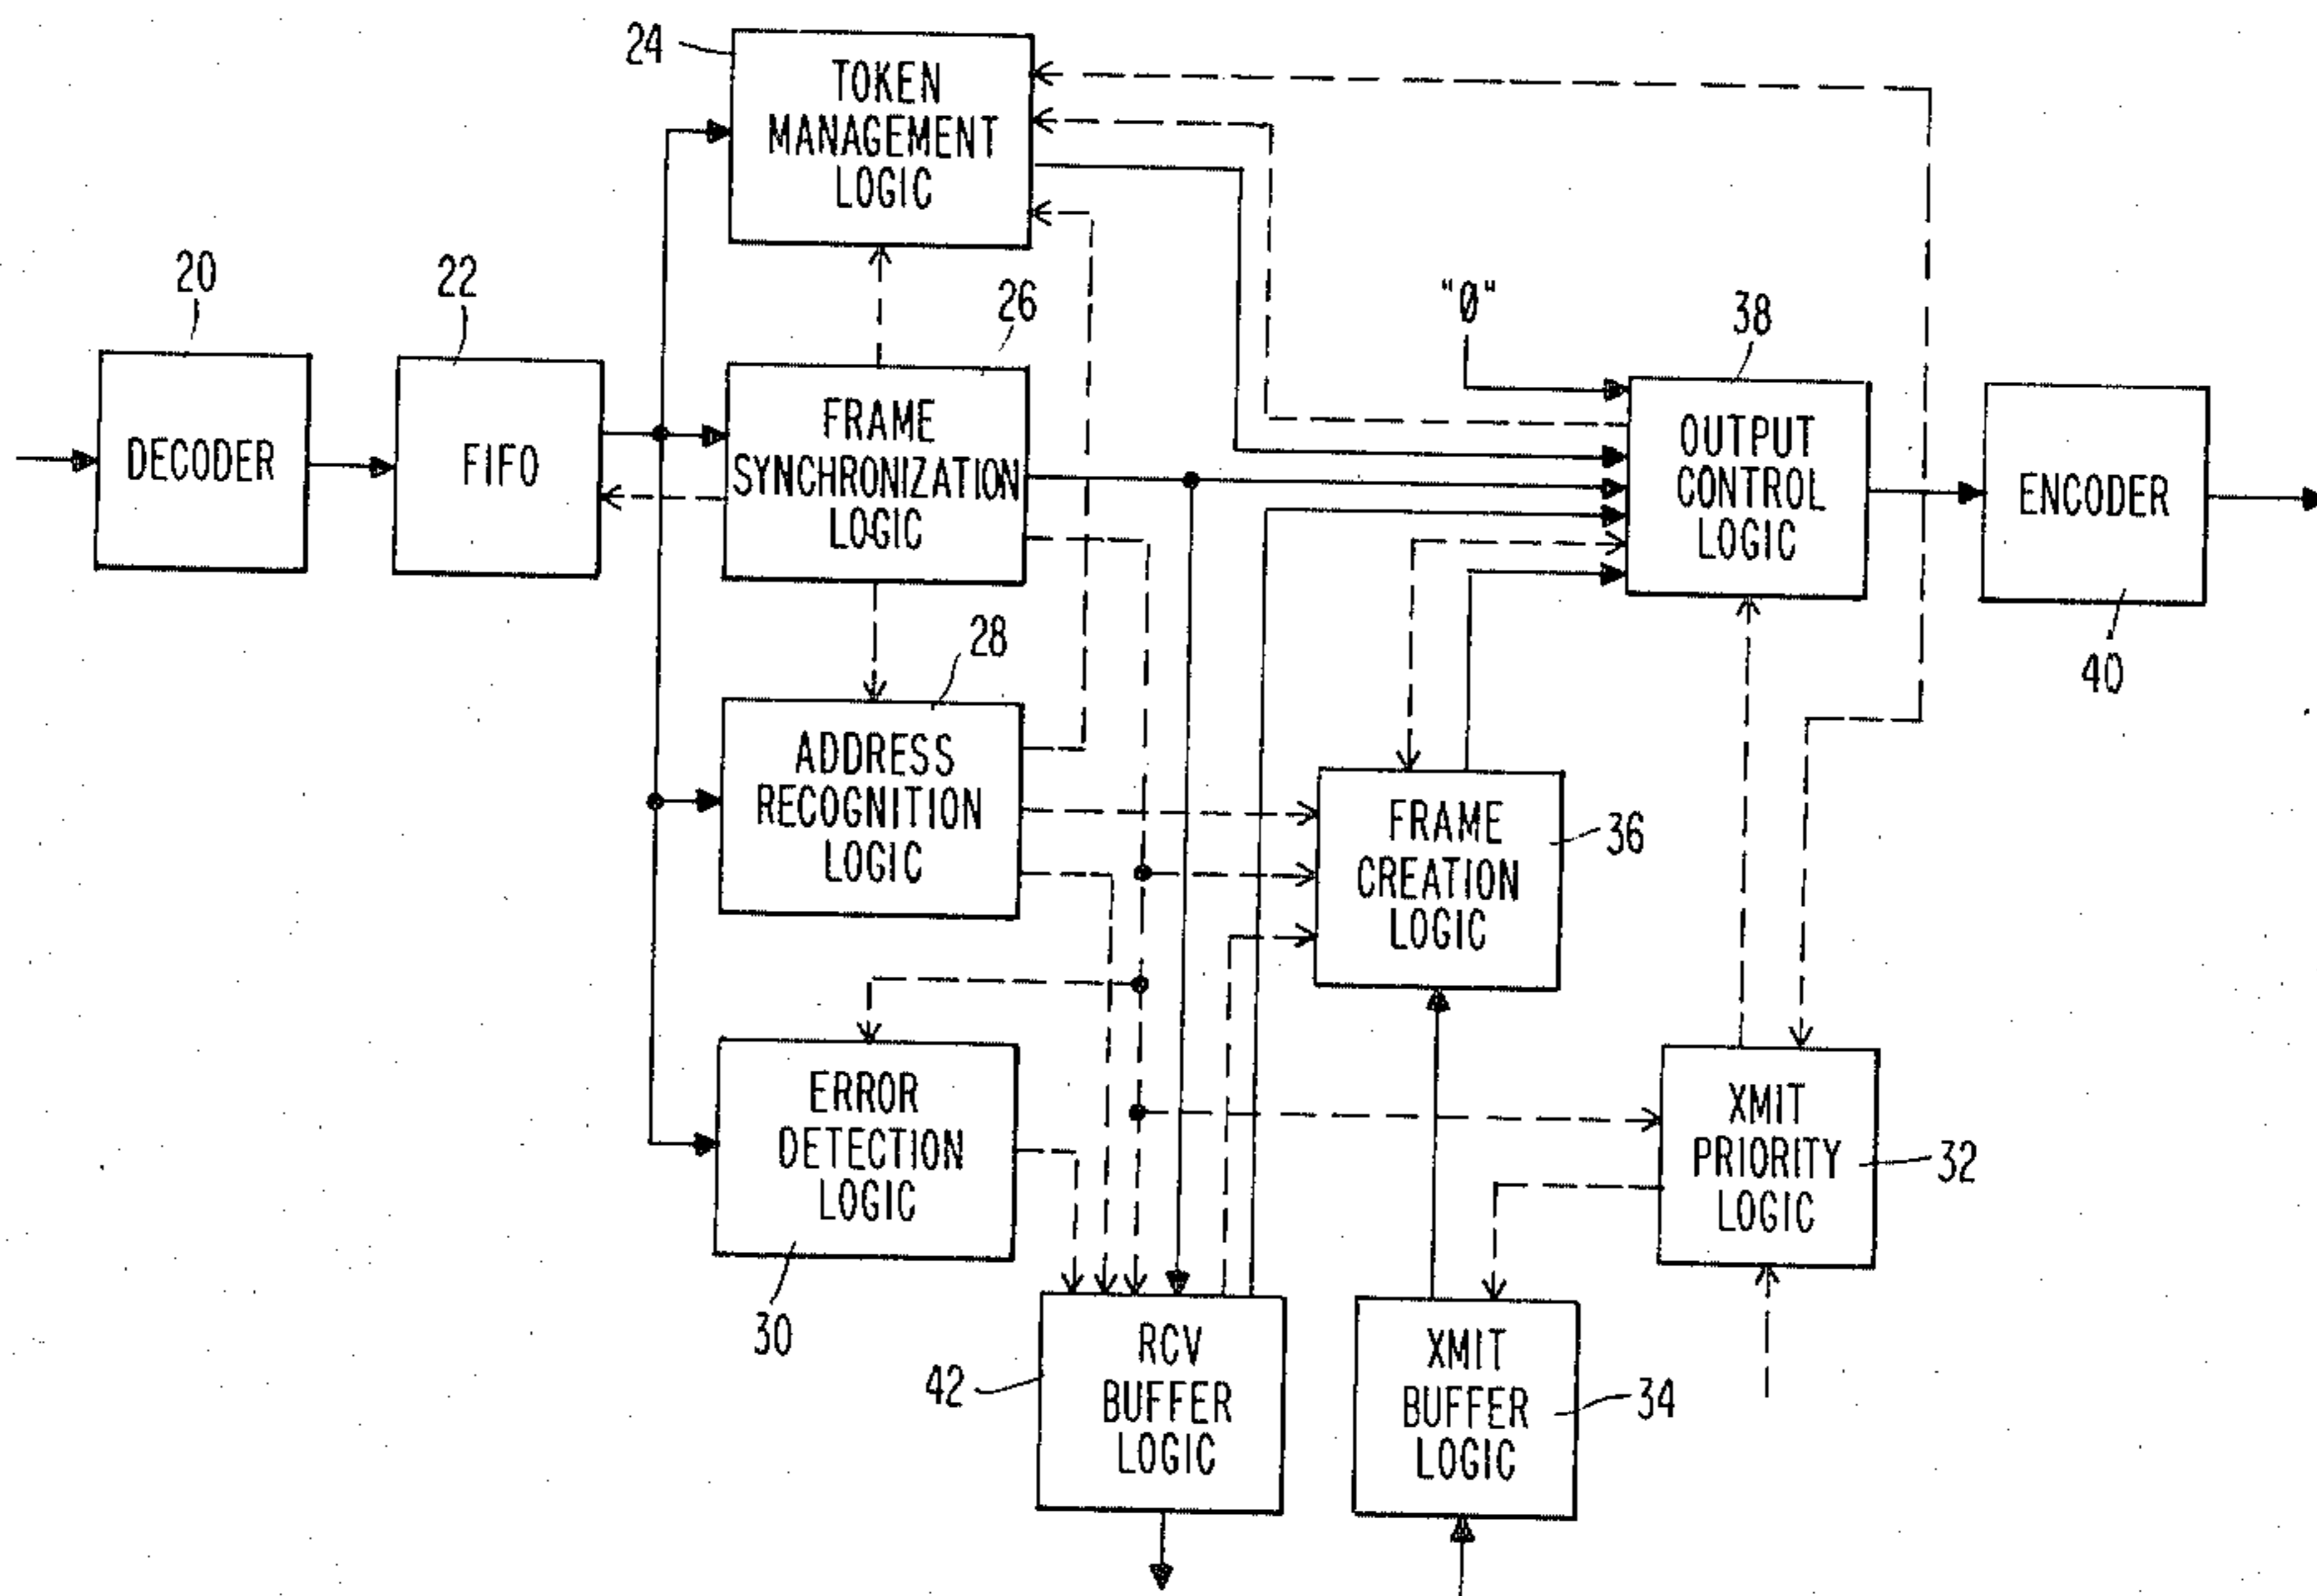 24
TOKEN
MANAGEMENT
LOGIC
20
DECODER
22
FIFO
26
FRAME
SYNCHRONIZATION
LOGIC
"0"
38
OUTPUT
CONTROL
LOGIC
ENCODER
40
28
ADDRESS
RECOGNITION
LOGIC
FRAME
CREATION
LOGIC
36
ERROR
DETECTION
LOGIC
30
XMIT
PRIORITY
LOGIC
32
RCV
BUFFER
LOGIC
42
XMIT
BUFFER
LOGIC
34